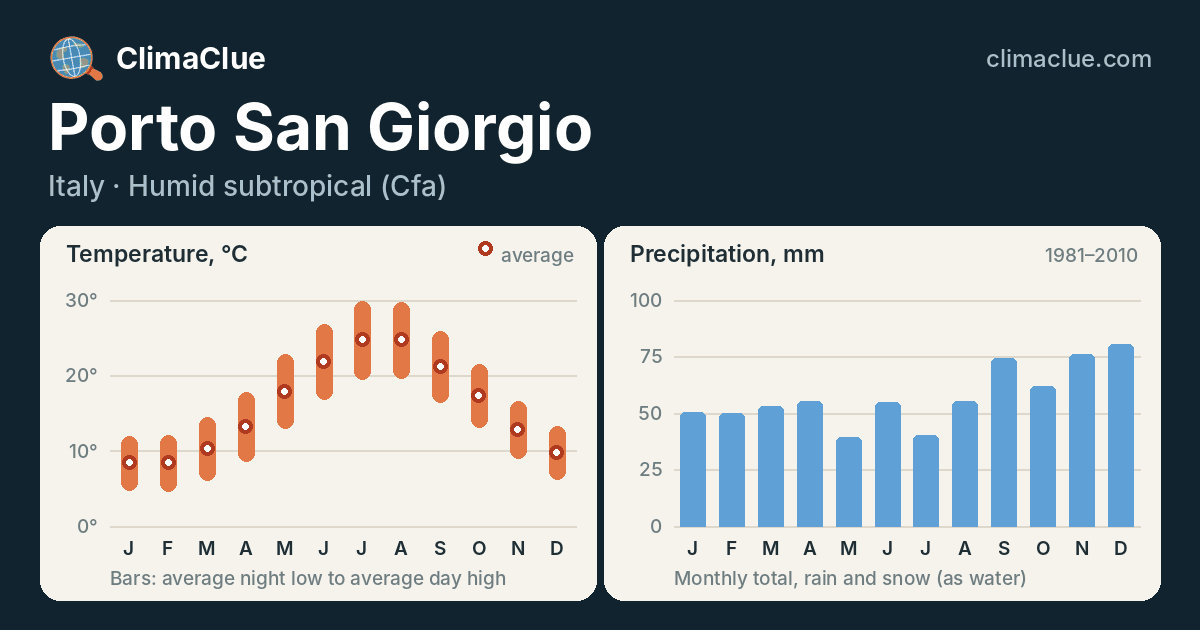 ClimaClue
climaclue.com
Porto San Giorgio
Italy · Humid subtropical (Cfa)
Temperature, °C
average
30°
20°
10°
0°
J F M A M J J A S O N D
Bars: average night low to average day high
Precipitation, mm
1981–2010
100
75
50
25
0
J F M A M J J A S O N D
Monthly total, rain and snow (as water)